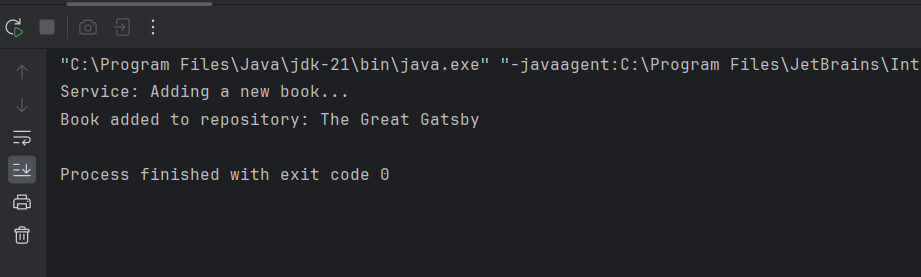 "C:\Program Files\Java\jdk-21\bin\java.exe" "-javaagent:C:\Program Files\JetBrains\Int
Service: Adding a new book...
Book added to repository: The Great Gatsby
Process finished with exit code 0